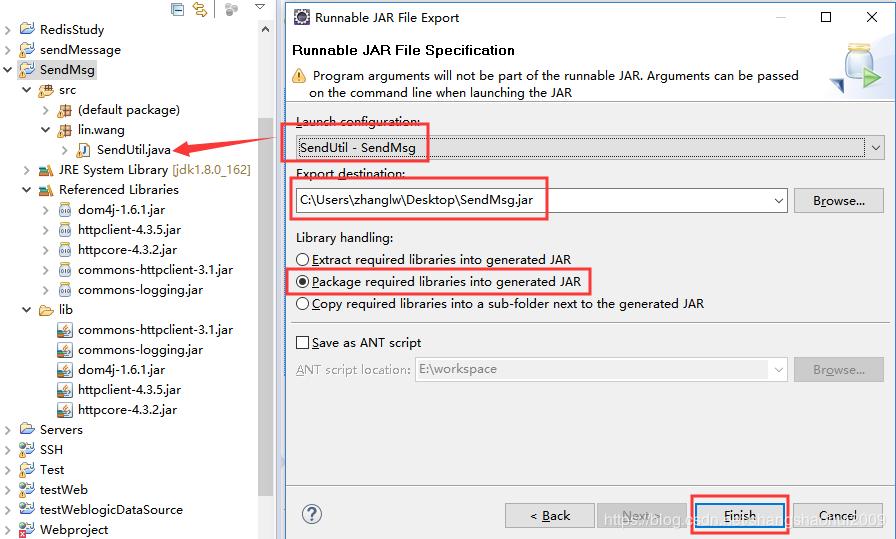 RedisStudy
sendMessage
SendMsg
src
(default package)
lin.wang
SendUtil.java
JRE System Library [jdk1.8.0_162]
Referenced Libraries
dom4j-1.6.1.jar
httpclient-4.3.5.jar
httpcore-4.3.2.jar
commons-httpclient-3.1.jar
commons-logging.jar
lib
commons-httpclient-3.1.jar
commons-logging.jar
dom4j-1.6.1.jar
httpclient-4.3.5.jar
httpcore-4.3.2.jar
Servers
SSH
Test
testWeb
testWeblogicDataSource
Webproject
Runnable JAR File Export
Runnable JAR File Specification
Program arguments will not be part of the runnable JAR. Arguments can be passed
on the command line when launching the JAR
Launch configuration:
SendUtil - SendMsg
Export destination:
C:\Users\zhanglw\Desktop\SendMsg.jar
Browse...
Library handling:
Extract required libraries into generated JAR
Package required libraries into generated JAR
Copy required libraries into a sub-folder next to the generated JAR
Save as ANT script
ANT script location:
E:\workspace
Browse...
< Back
Next >
Finish
Cancel